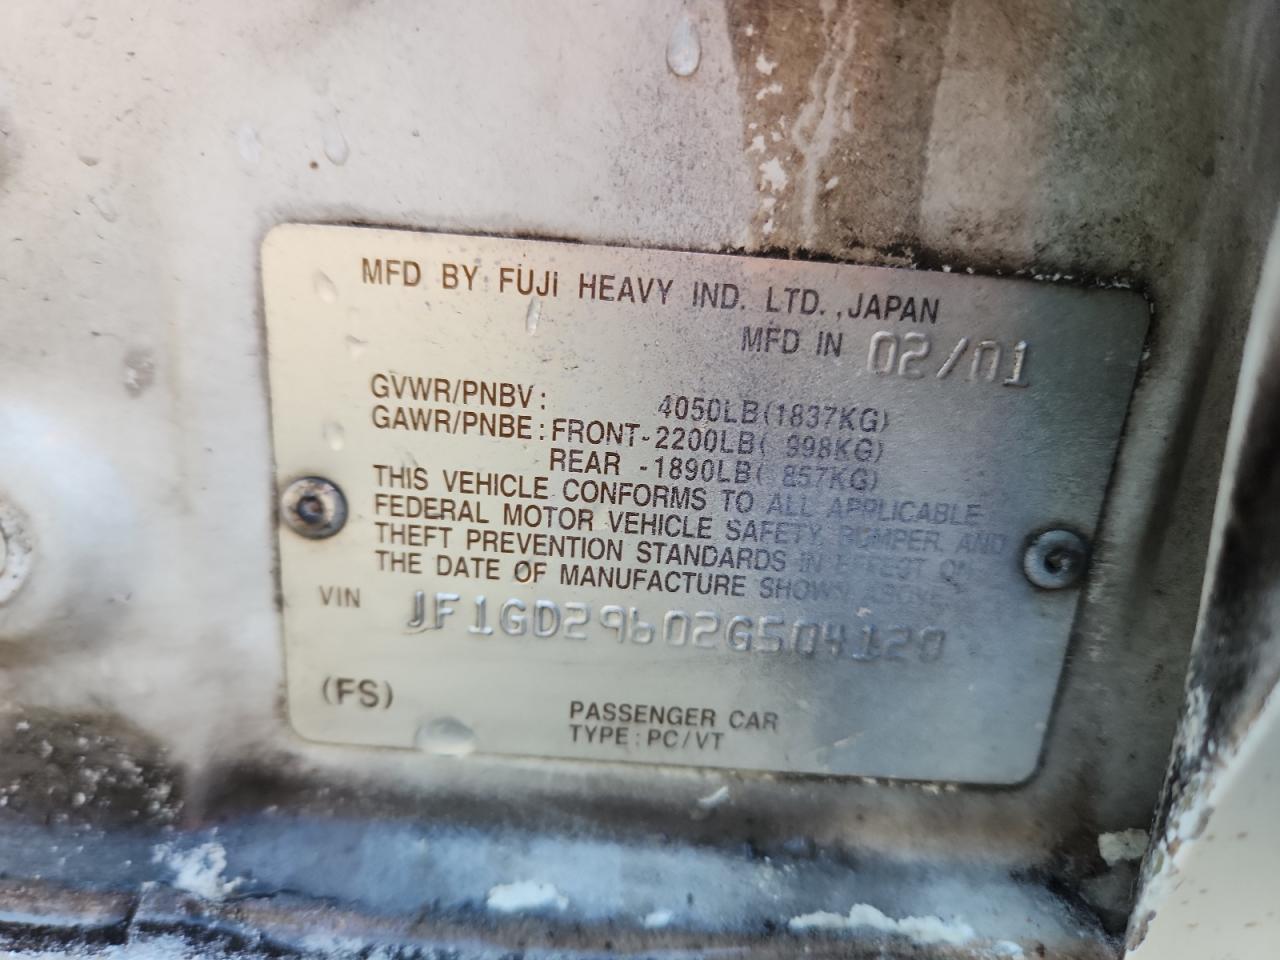 MFD BY FUJI HEAVY IND. LTD., JAPAN
MFD IN 02/01
GVWR/PNBV: 4050LB(1837KG)
GAWR/PNBE: FRONT-2200LB( 998KG)
REAR -1890LB( 857KG)
THIS VEHICLE CONFORMS TO ALL APPLICABLE
FEDERAL MOTOR VEHICLE SAFETY, BUMPER, AND
THEFT PREVENTION STANDARDS IN EFFECT ON
THE DATE OF MANUFACTURE SHOWN ABOVE.
VIN JF1GD29602G504120
(FS)
PASSENGER CAR
TYPE: PC/VT